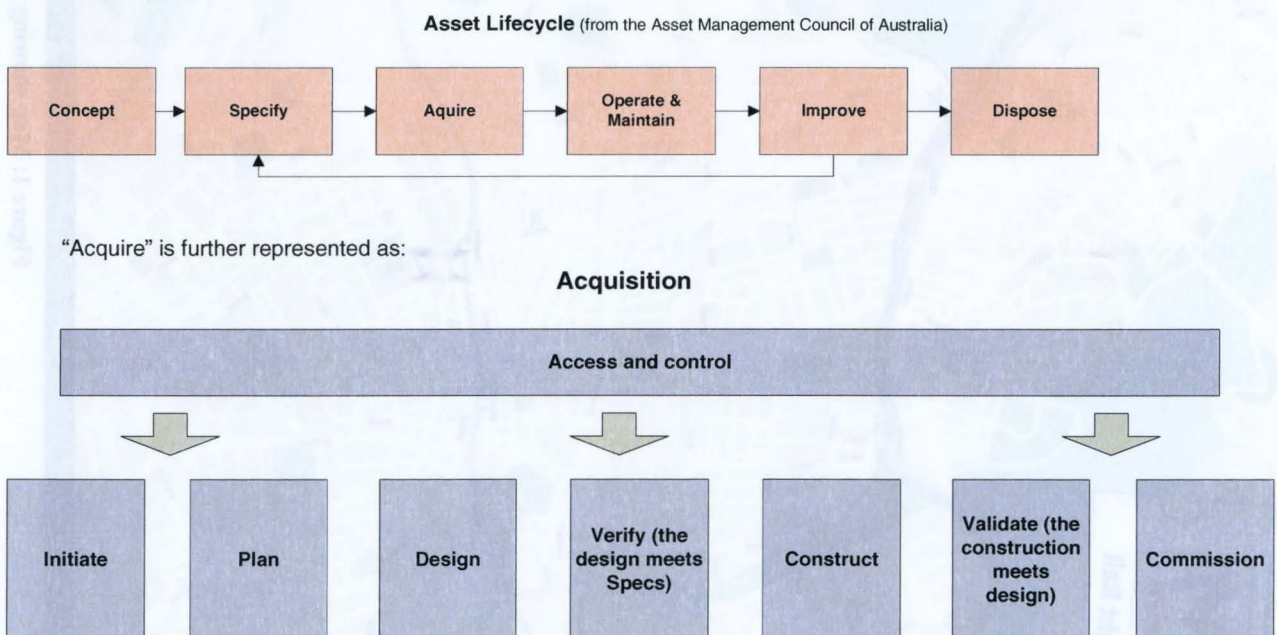 Asset Lifecycle (from the Asset Management Council of Australia)
Concept
Specify
Aquire
Operate &
Maintain
Improve
Dispose
"Acquire" is further represented as:
Acquisition
Access and control
Initiate
Plan
Design
Verify (the
design meets
Specs)
Construct
Validate (the
construction
meets
design)
Commission